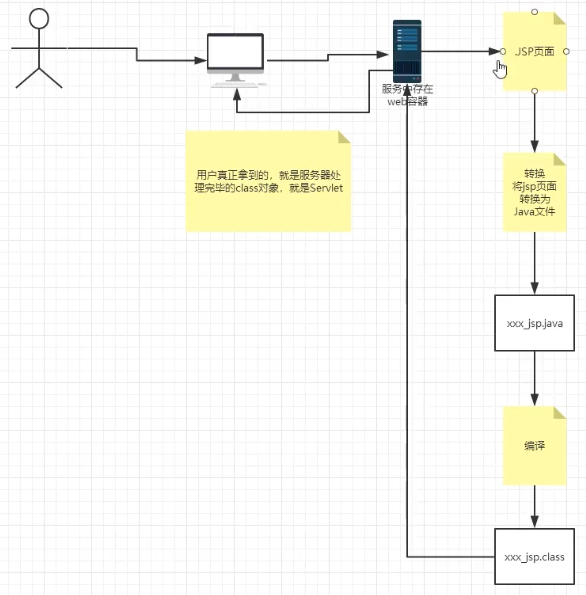 .JSP页面
服务中存在
web容器
用户真正拿到的，就是服务器处
理完毕的class对象，就是Servlet
转换
将jsp页面
转换为
Java文件
xxx_jsp.java
编译
xxx_jsp.class